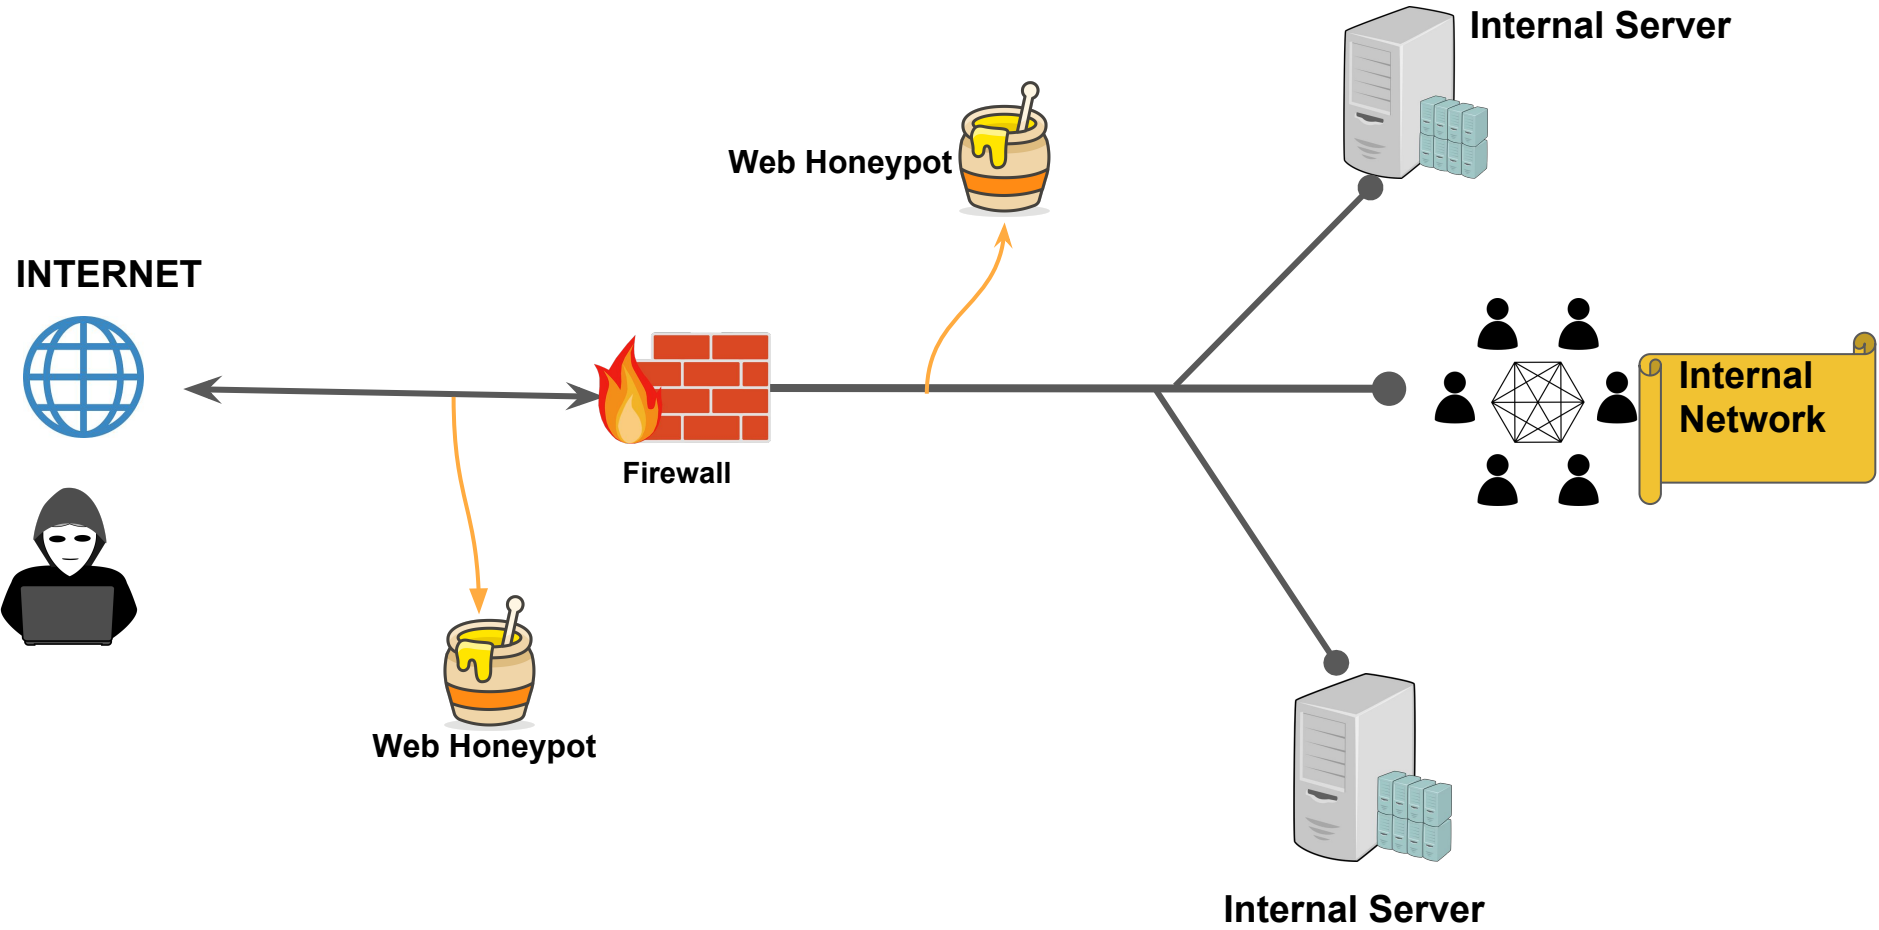 Internal Server
Web Honeypot
INTERNET
Internal
Network
Firewall
Web Honeypot
Internal Server